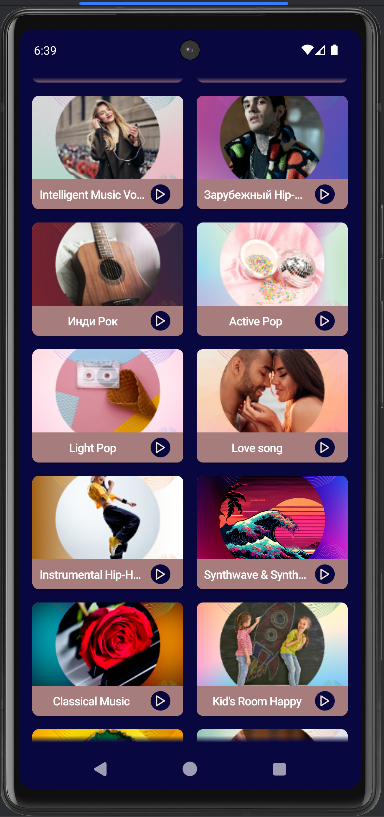 6:39
Intelligent Music Vo...
Зарубежный Hip-...
Инди Рок
Active Pop
Light Pop
Love song
Instrumental Hip-H...
Synthwave & Synth...
Classical Music
Kid's Room Happy